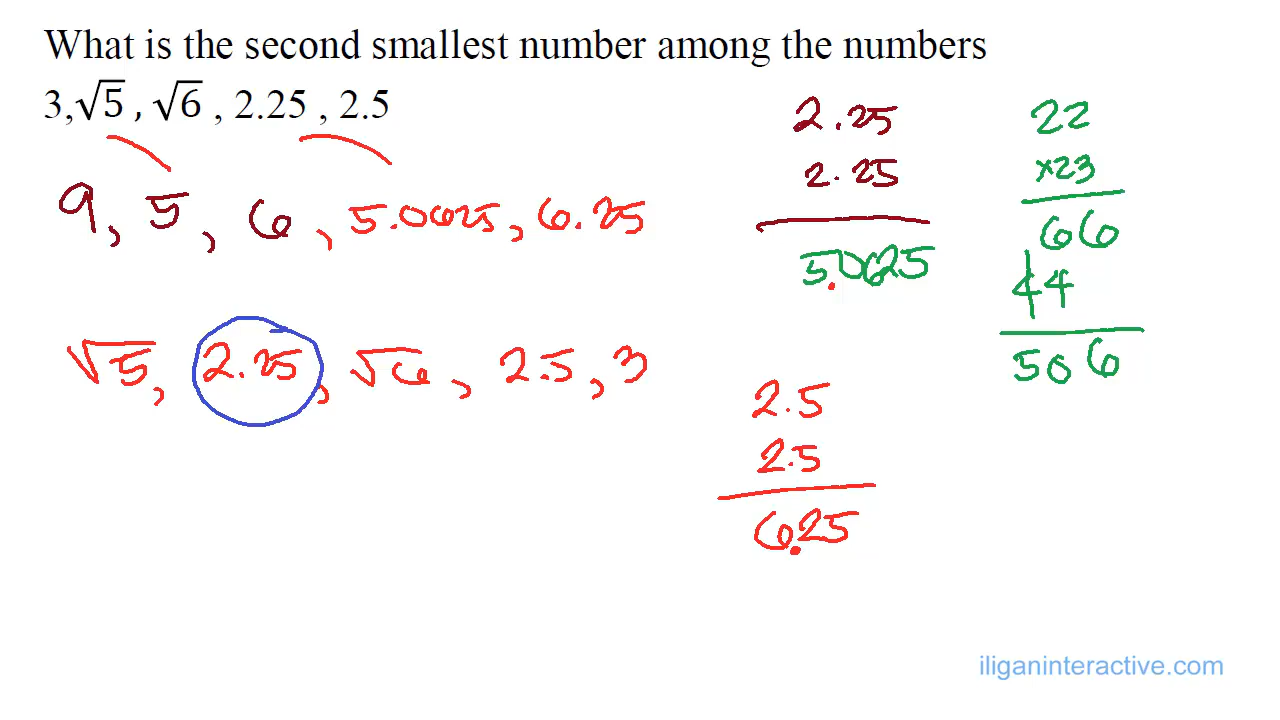 What is the second smallest number among the numbers
3,√5 , √6 , 2.25 , 2.5
9, 5, 6, 5.0625, 6.25
√5, 2.25, √6, 2.5, 3
2.25
2.25
5.0625
22
×23
66
44
506
2.5
2.5
6.25
iliganinteractive.com